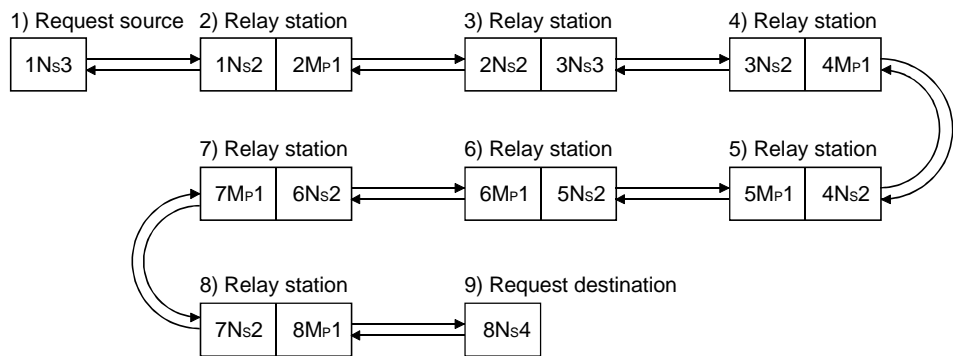 1) Request source 2) Relay station 3) Relay station 4) Relay station
1Ns3 1Ns2 2MP1 2Ns2 3Ns3 3Ns2 4MP1
7) Relay station 6) Relay station 5) Relay station
7MP1 6Ns2 6MP1 5Ns2 5MP1 4Ns2
8) Relay station 9) Request destination
7Ns2 8MP1 8Ns4